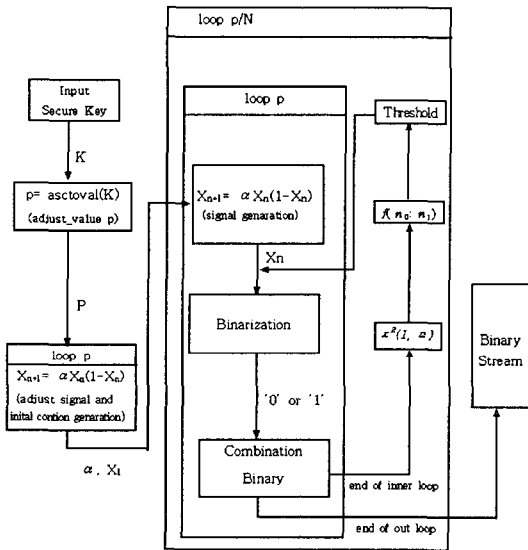 loop p/N
Input
Secure Key
K
p= asctoval(K)
(adjust_value p)
P
loop p
Xₙ₊₁= αXₙ(1-Xₙ)
(adjust signal and
inital contion genaration)
α , X₁
loop p
Xₙ₊₁= αXₙ(1-Xₙ)
(signal genaration)
Xn
Binarization
'0' or '1'
Combination
Binary
Threshold
f( n₀: n₁)
x²(1, α)
end of inner loop
end of out loop
Binary
Stream